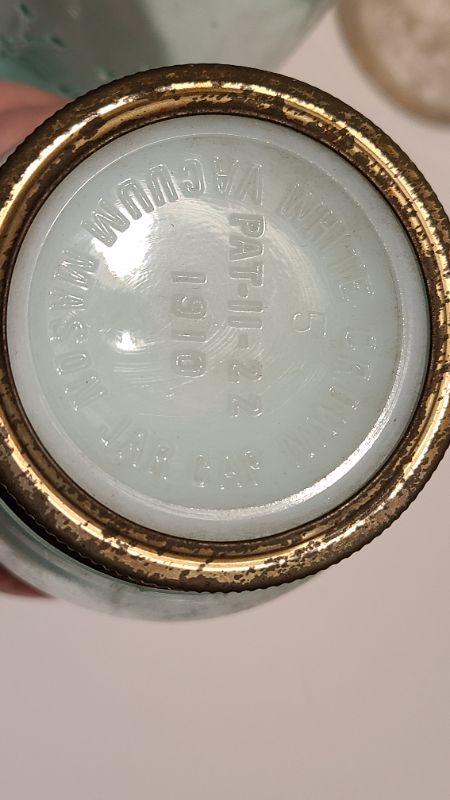 WHITE CROWN
5
PAT-11-22
1910
VACUUM MASON JAR CAP